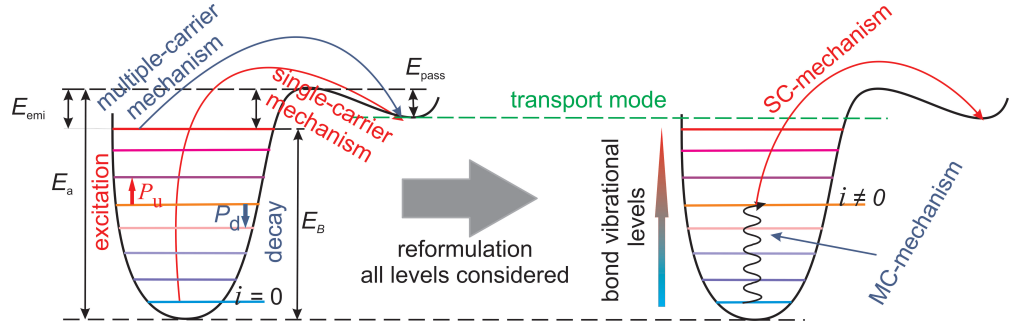 multiple-carrier
mechanism
single-carrier
mechanism
E_emi
E_a
excitation
P_u
P_d
decay
E_B
i = 0
E_pass
transport mode
reformulation
all levels considered
bond vibrational
levels
SC-mechanism
i ≠ 0
MC-mechanism